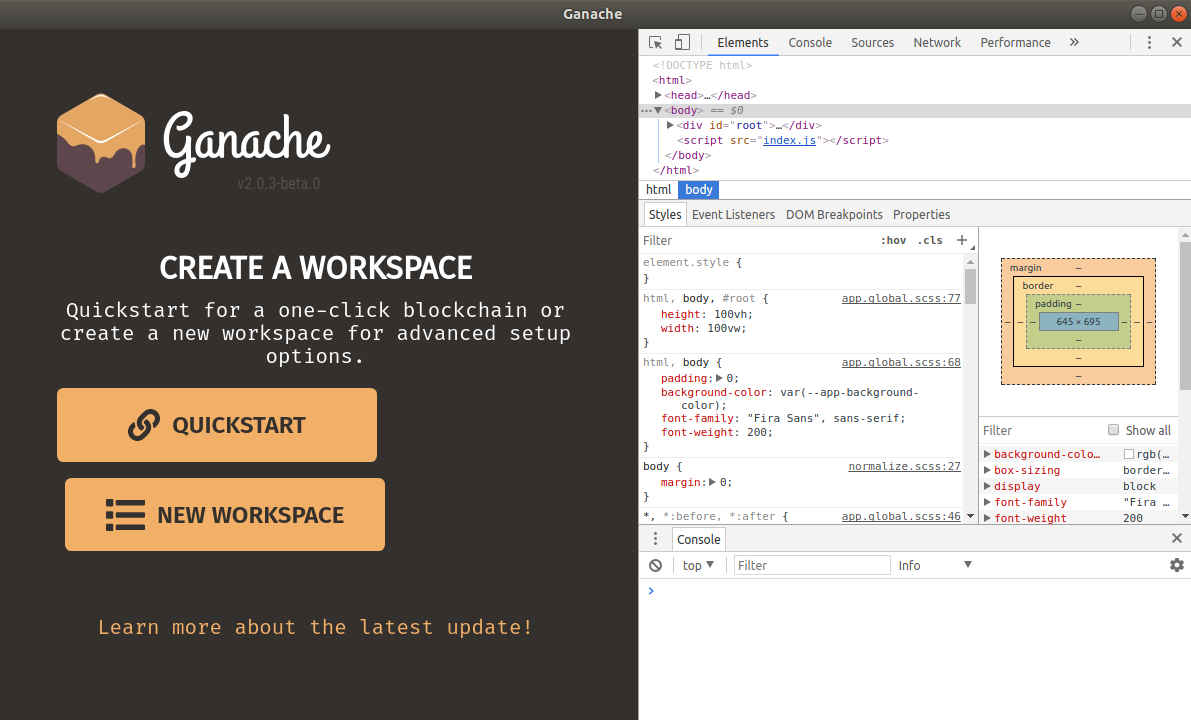 Ganache
Ganache
v2.0.3-beta.0
CREATE A WORKSPACE
Quickstart for a one-click blockchain or
create a new workspace for advanced setup
options.
QUICKSTART
NEW WORKSPACE
Learn more about the latest update!
Elements Console Sources Network Performance »
<!DOCTYPE html>
<html>
<head>…</head>
<body> == $0
<div id="root">…</div>
<script src="index.js"></script>
</body>
</html>
html body
Styles Event Listeners DOM Breakpoints Properties
Filter :hov .cls +
element.style {
}
html, body, #root { app.global.scss:77
height: 100vh;
width: 100vw;
}
html, body { app.global.scss:68
padding: 0;
background-color: var(--app-background-
color);
font-family: "Fira Sans", sans-serif;
font-weight: 200;
}
body { normalize.scss:27
margin: 0;
}
*, *:before, *:after { app.global.scss:46
margin –
border –
padding –
– – – 645 × 695 – – –
–
–
–
Filter Show all
background-colo… rgb(…
box-sizing border…
display block
font-family "Fira …
font-weight 200
Console
top Filter Info